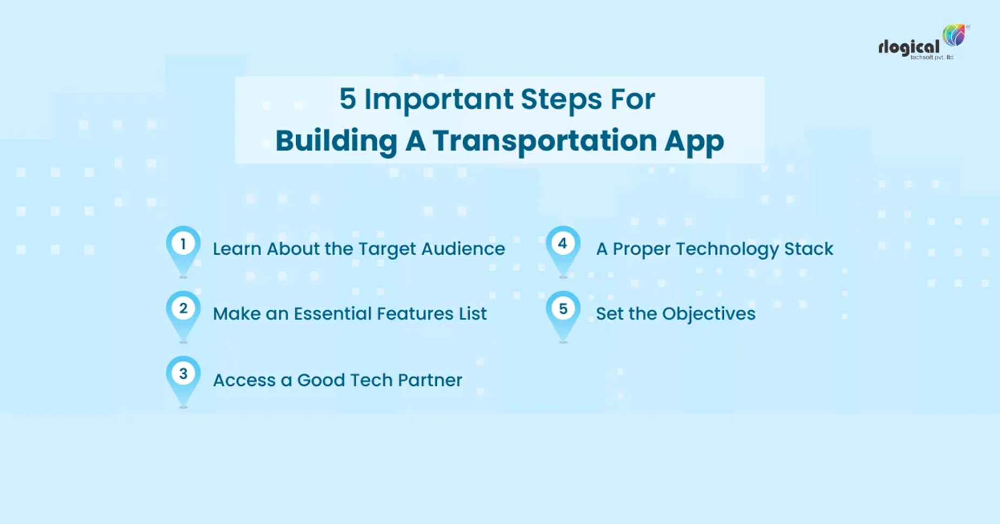 rlogical
techsoft pvt. ltd
5 Important Steps For
Building A Transportation App
1 Learn About the Target Audience
2 Make an Essential Features List
3 Access a Good Tech Partner
4 A Proper Technology Stack
5 Set the Objectives